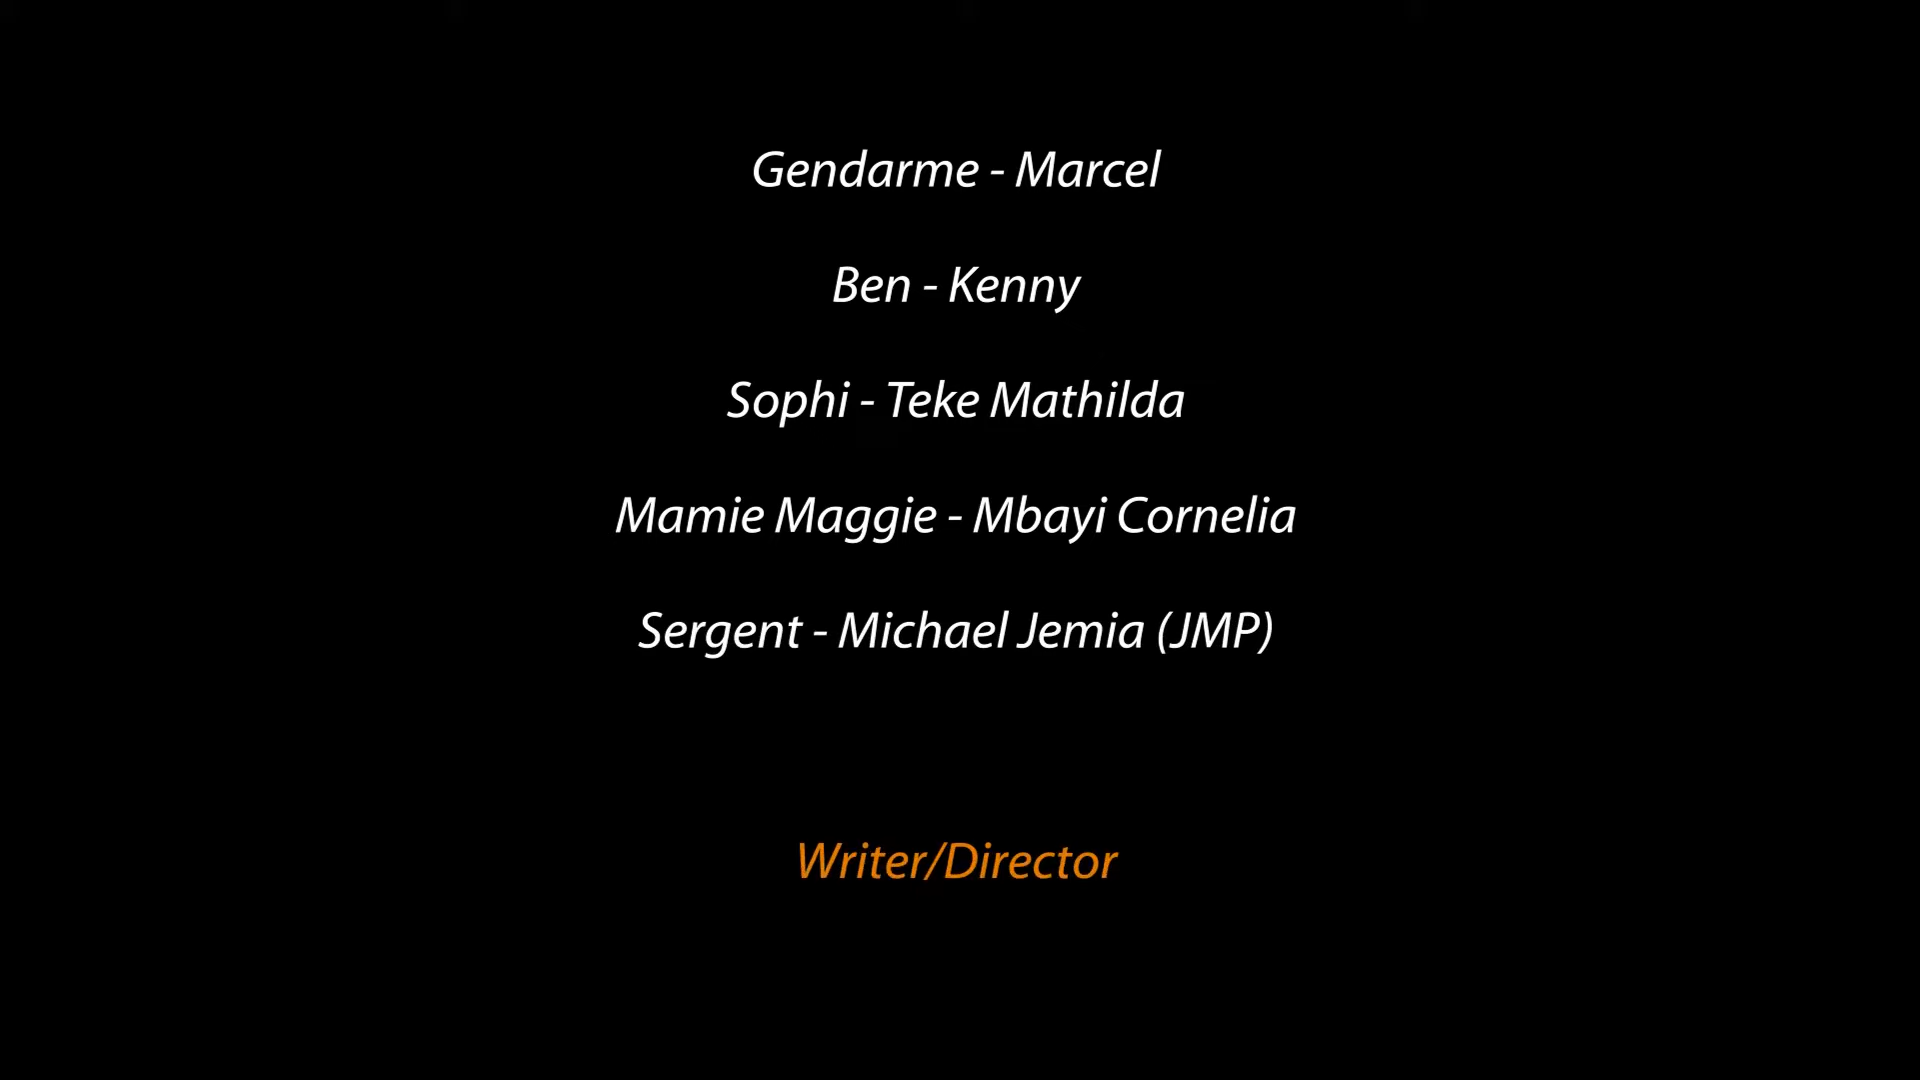 Gendarme - Marcel
Ben - Kenny
Sophi - Teke Mathilda
Mamie Maggie - Mbayi Cornelia
Sergent - Michael Jemia (JMP)
Writer/Director